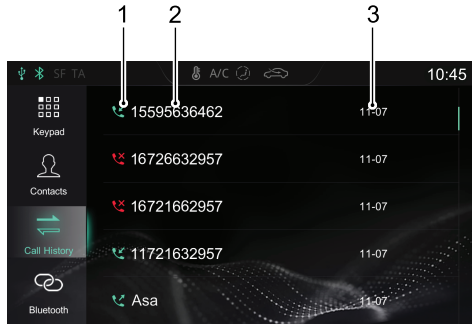 1 2 3
SF TA A/C 10:45
Keypad
Contacts
Call History
Bluetooth
15595636462 11-07
16726632957 11-07
16721662957 11-07
11721632957 11-07
Asa 11-07